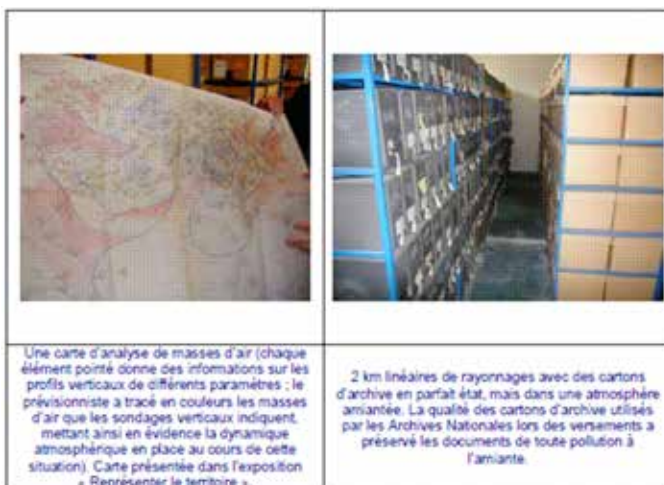 Une carte d'analyse de masses d'air (chaque
élément pointé donne des informations sur les
profils verticaux de différents paramètres ; le
prévisionniste a tracé en couleurs les masses
d'air que les sondages verticaux indiquent,
mettant ainsi en évidence la dynamique
atmosphérique en place au cours de cette
situation). Carte présentée dans l'exposition
« Représenter le territoire »
2 km linéaires de rayonnages avec des cartons
d'archive en parfait état, mais dans une atmosphère
amiantée. La qualité des cartons d'archive utilisés
par les Archives Nationales lors des versements a
préservé les documents de toute pollution à
l'amiante.